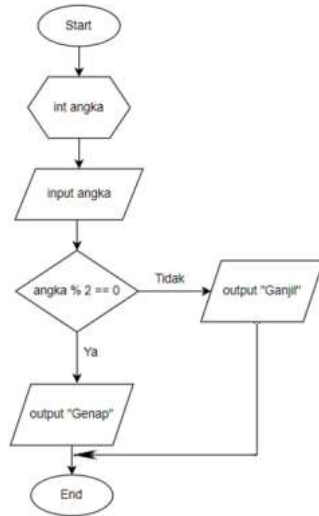 Start
int angka
input angka
angka % 2 == 0
Tidak
output "Ganjil"
Ya
output "Genap"
End